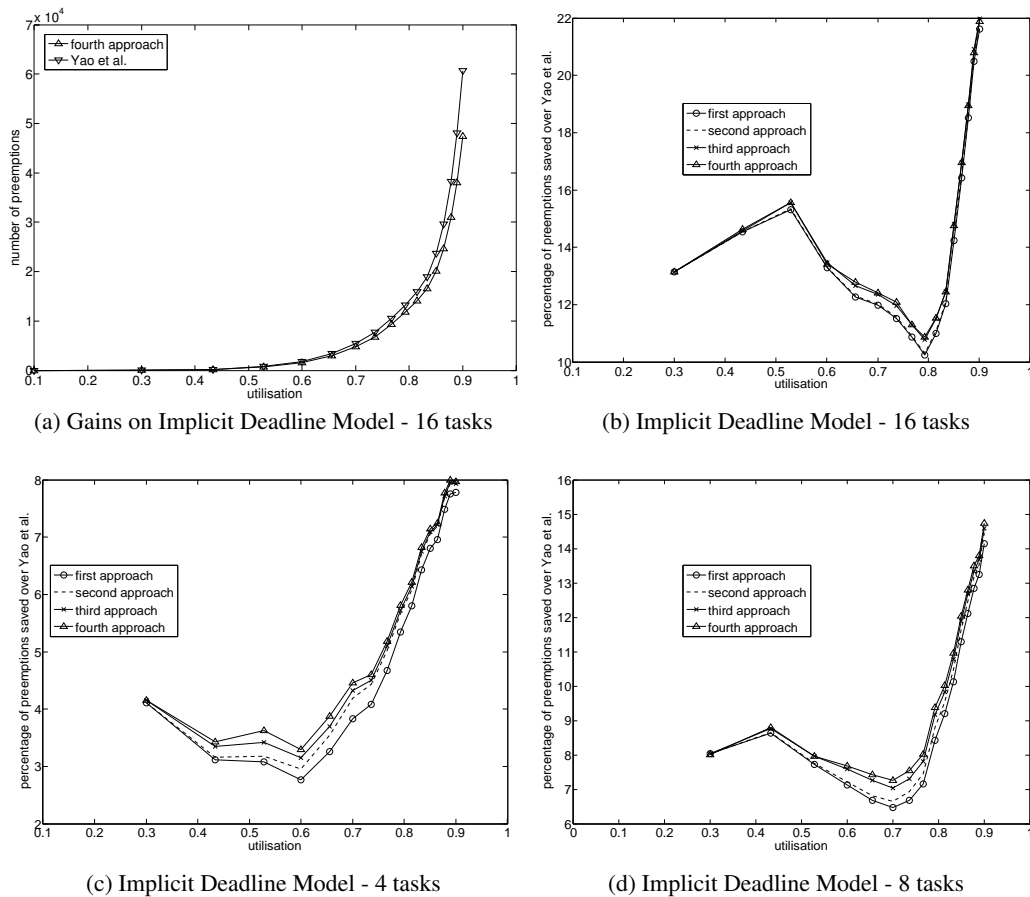 7
x 10^4
6
5
4
3
2
1
0
number of preemptions
fourth approach
Yao et al.
0.1 0.2 0.3 0.4 0.5 0.6 0.7 0.8 0.9 1
utilisation
(a) Gains on Implicit Deadline Model - 16 tasks
22
20
18
16
14
12
10
percentage of preemptions saved over Yao et al.
first approach
second approach
third approach
fourth approach
0.1 0.2 0.3 0.4 0.5 0.6 0.7 0.8 0.9 1
utilisation
(b) Implicit Deadline Model - 16 tasks
8
7
6
5
4
3
2
percentage of preemptions saved over Yao et al.
first approach
second approach
third approach
fourth approach
0.1 0.2 0.3 0.4 0.5 0.6 0.7 0.8 0.9 1
utilisation
(c) Implicit Deadline Model - 4 tasks
16
15
14
13
12
11
10
9
8
7
6
5
percentage of preemptions saved over Yao et al.
first approach
second approach
third approach
fourth approach
0 0.1 0.2 0.3 0.4 0.5 0.6 0.7 0.8 0.9 1
utilisation
(d) Implicit Deadline Model - 8 tasks